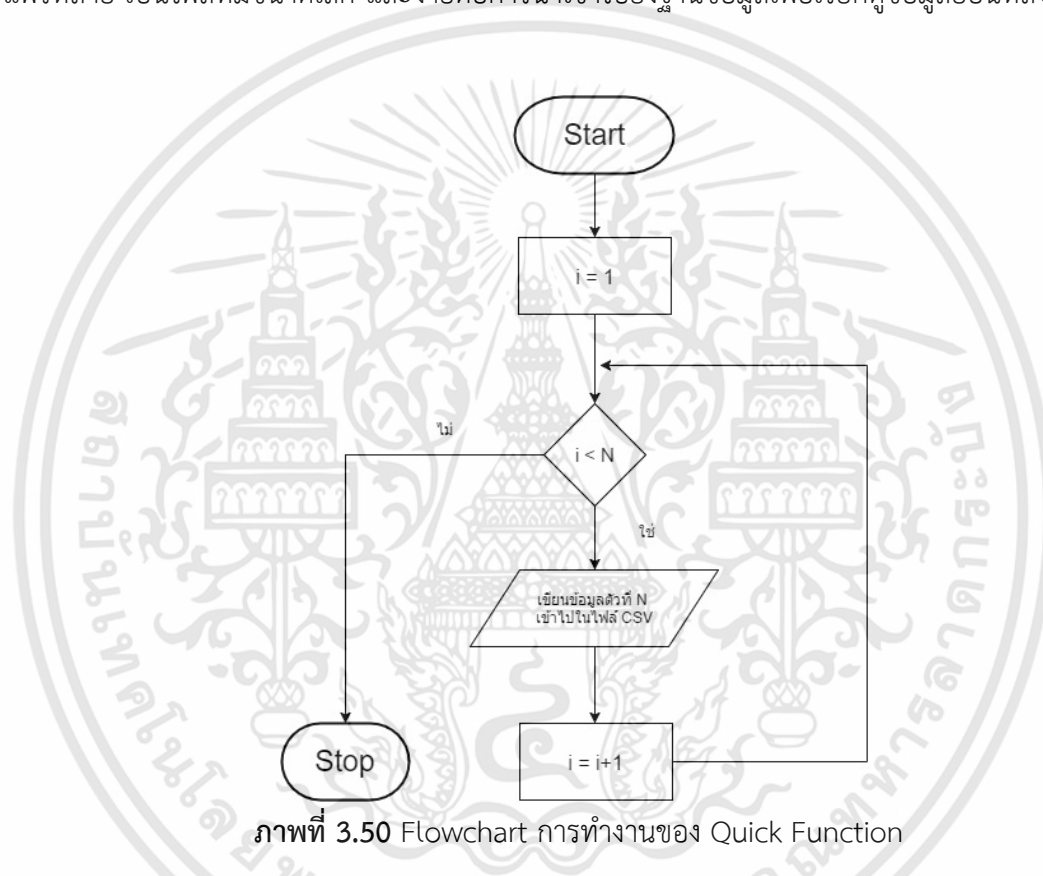 Start
i = 1
i < N
ไม่
ใช่
เขียนข้อมูลตัวที่ N
เข้าไปในไฟล์ CSV
i = i+1
Stop
ภาพที่ 3.50 Flowchart การทำงานของ Quick Function